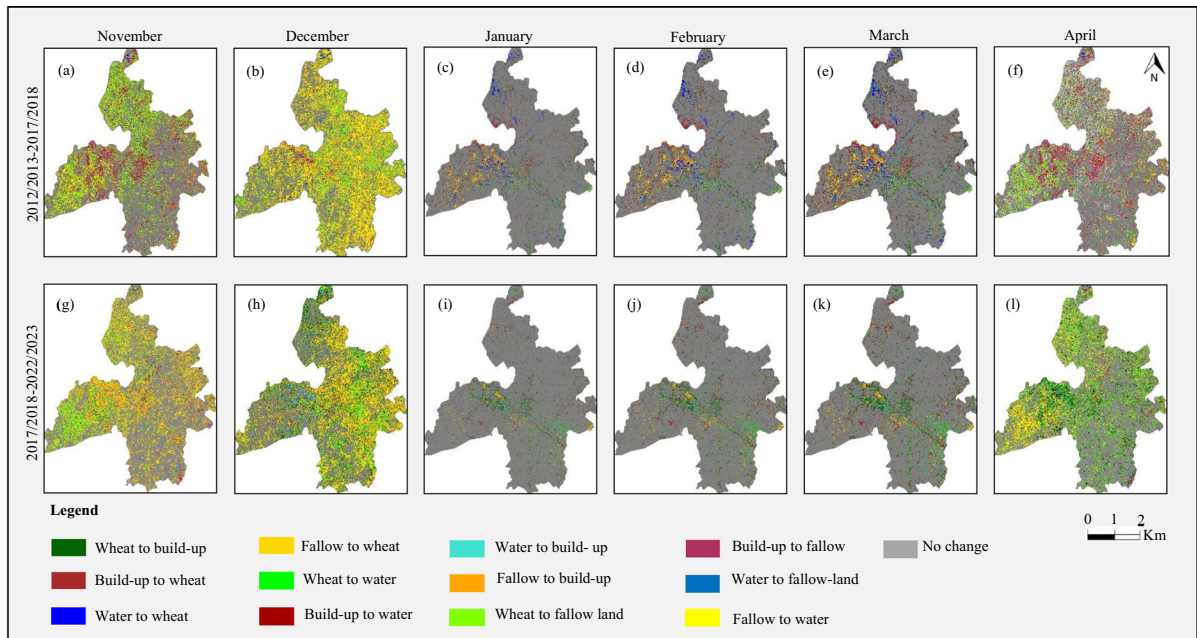 November December January February March April
2012/2013-2017/2018
(a) (b) (c) (d) (e) (f)
N
2017/2018-2022/2023
(g) (h) (i) (j) (k) (l)
Legend
Wheat to build-up Fallow to wheat Water to build- up Build-up to fallow No change
Build-up to wheat Wheat to water Fallow to build-up Water to fallow-land
Water to wheat Build-up to water Wheat to fallow land Fallow to water
0 1 2
Km